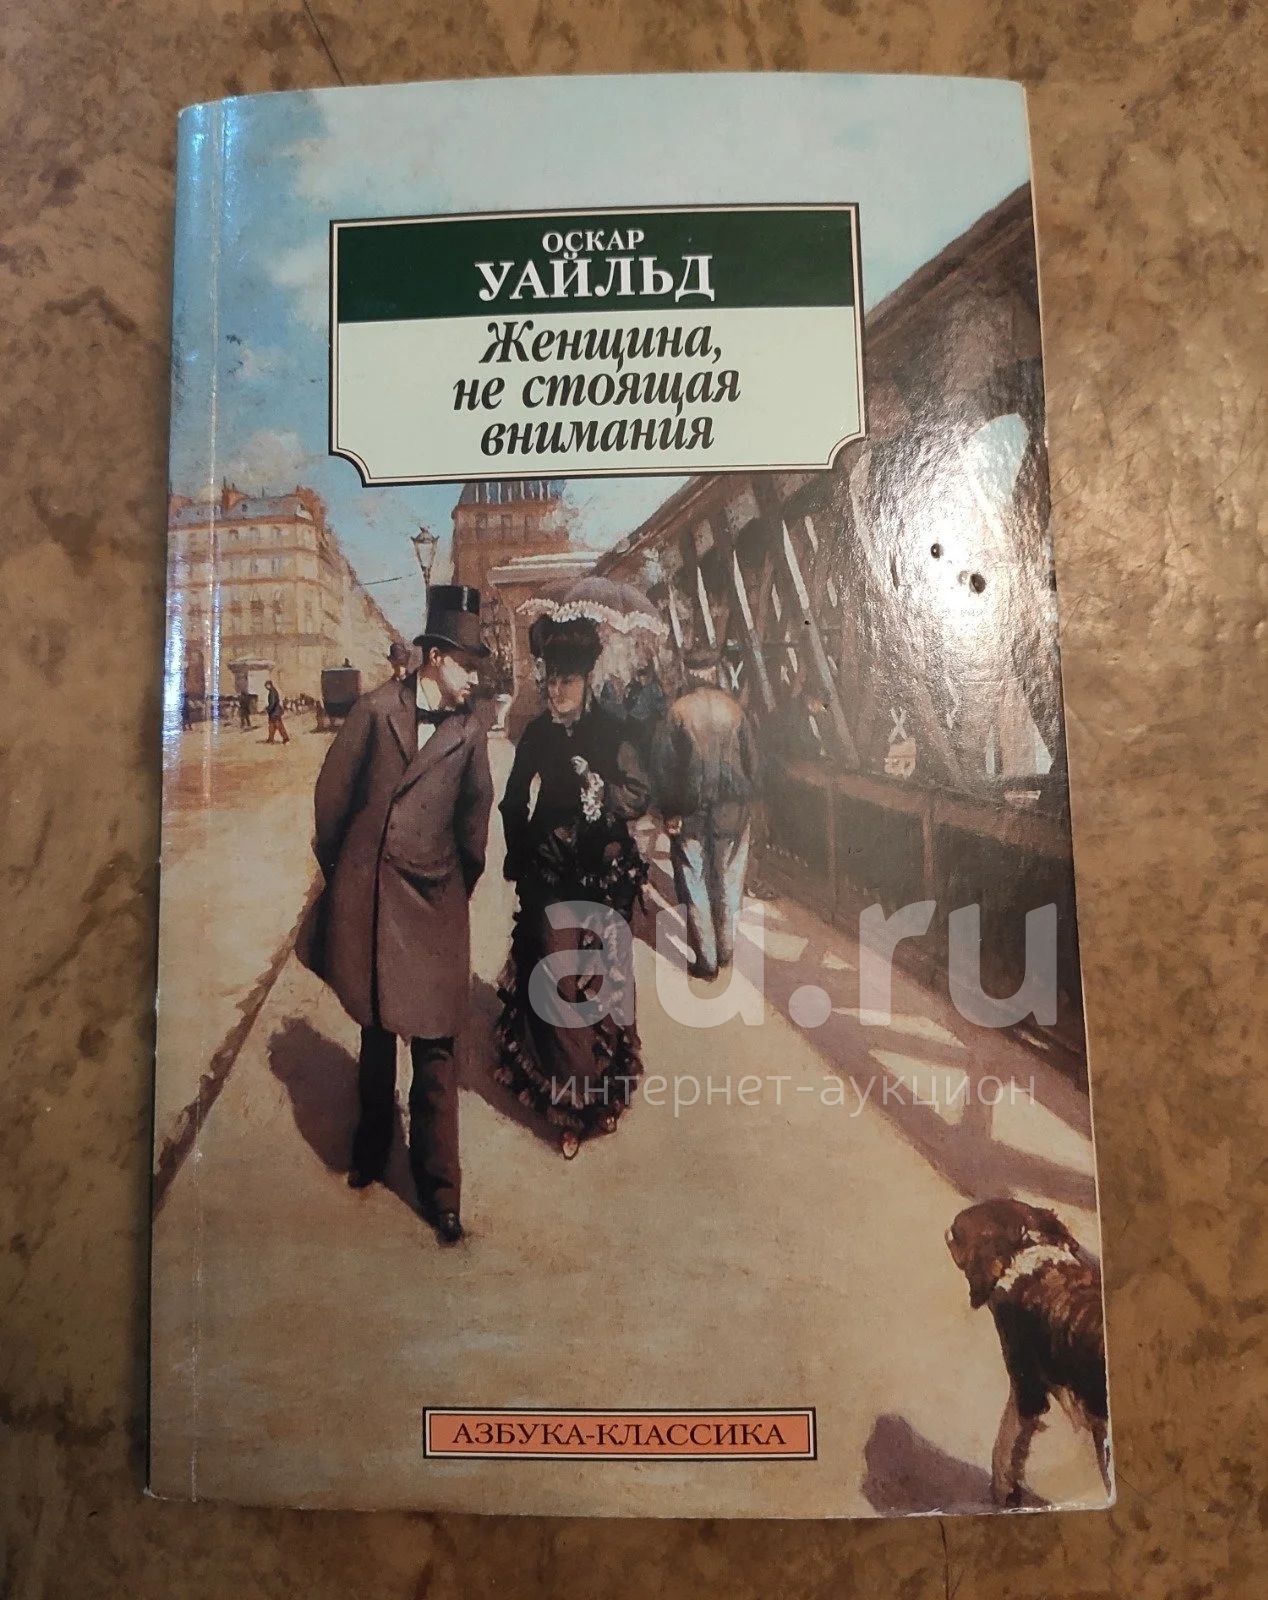 ОСКАР
УАЙЛЬД
Женщина,
не стоящая
внимания
au.ru
интернет-аукцион
АЗБУКА-КЛАССИКА